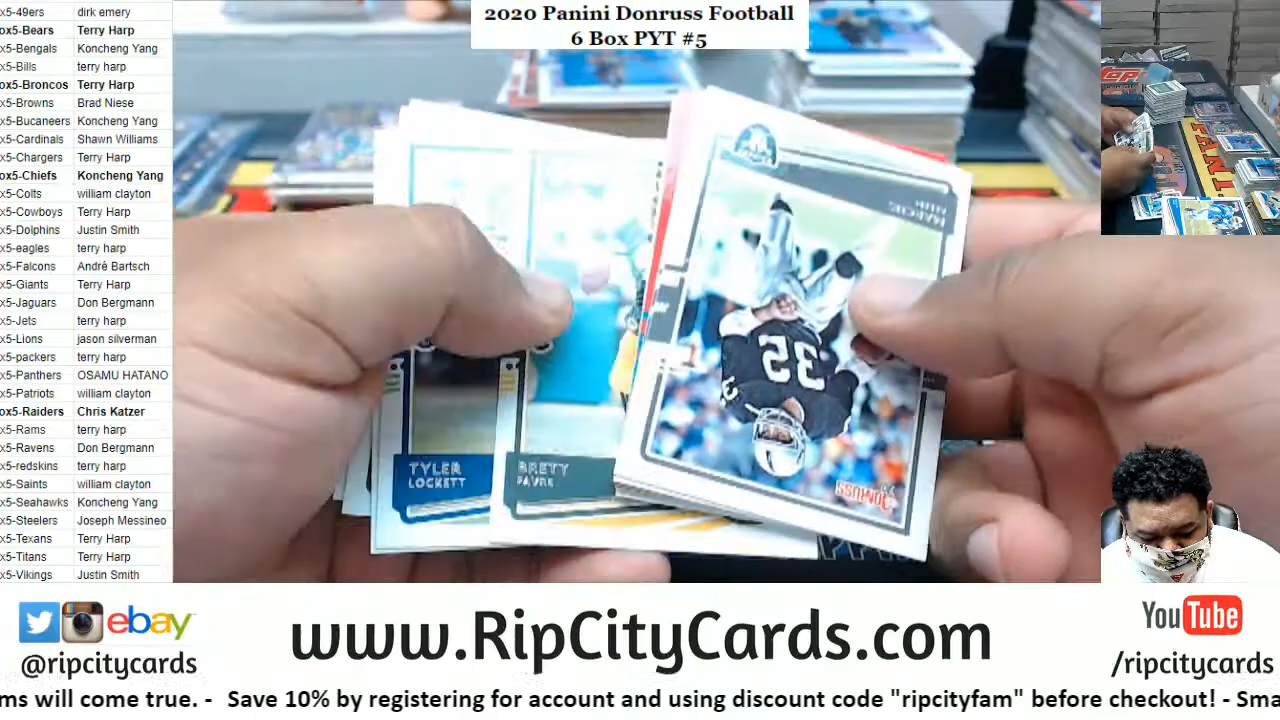 2020 Panini Donruss Football
6 Box PYT #5
x5-49ers dirk emery
ox5-Bears Terry Harp
x5-Bengals Koncheng Yang
x5-Bills terry harp
ox5-Broncos Terry Harp
x5-Browns Brad Niese
x5-Bucaneers Koncheng Yang
x5-Cardinals Shawn Williams
x5-Chargers Terry Harp
ox5-Chiefs Koncheng Yang
x5-Colts william clayton
x5-Cowboys Terry Harp
x5-Dolphins Justin Smith
x5-eagles terry harp
x5-Falcons André Bartsch
x5-Giants Terry Harp
x5-Jaguars Don Bergmann
x5-Jets terry harp
x5-Lions jason silverman
x5-packers terry harp
x5-Panthers OSAMU HATANO
x5-Patriots william clayton
ox5-Raiders Chris Katzer
x5-Rams terry harp
x5-Ravens Don Bergmann
x5-redskins terry harp
x5-Saints william clayton
x5-Seahawks Koncheng Yang
x5-Steelers Joseph Messineo
x5-Texans Terry Harp
x5-Titans Terry Harp
x5-Vikings Justin Smith
TYLER
LOCKETT
BRETT
FAVRE
35
DONRUSS
ebay
@ripcitycards
www.RipCityCards.com
YouTube
/ripcitycards
ms will come true. - Save 10% by registering for account and using discount code "ripcityfam" before checkout! - Sma